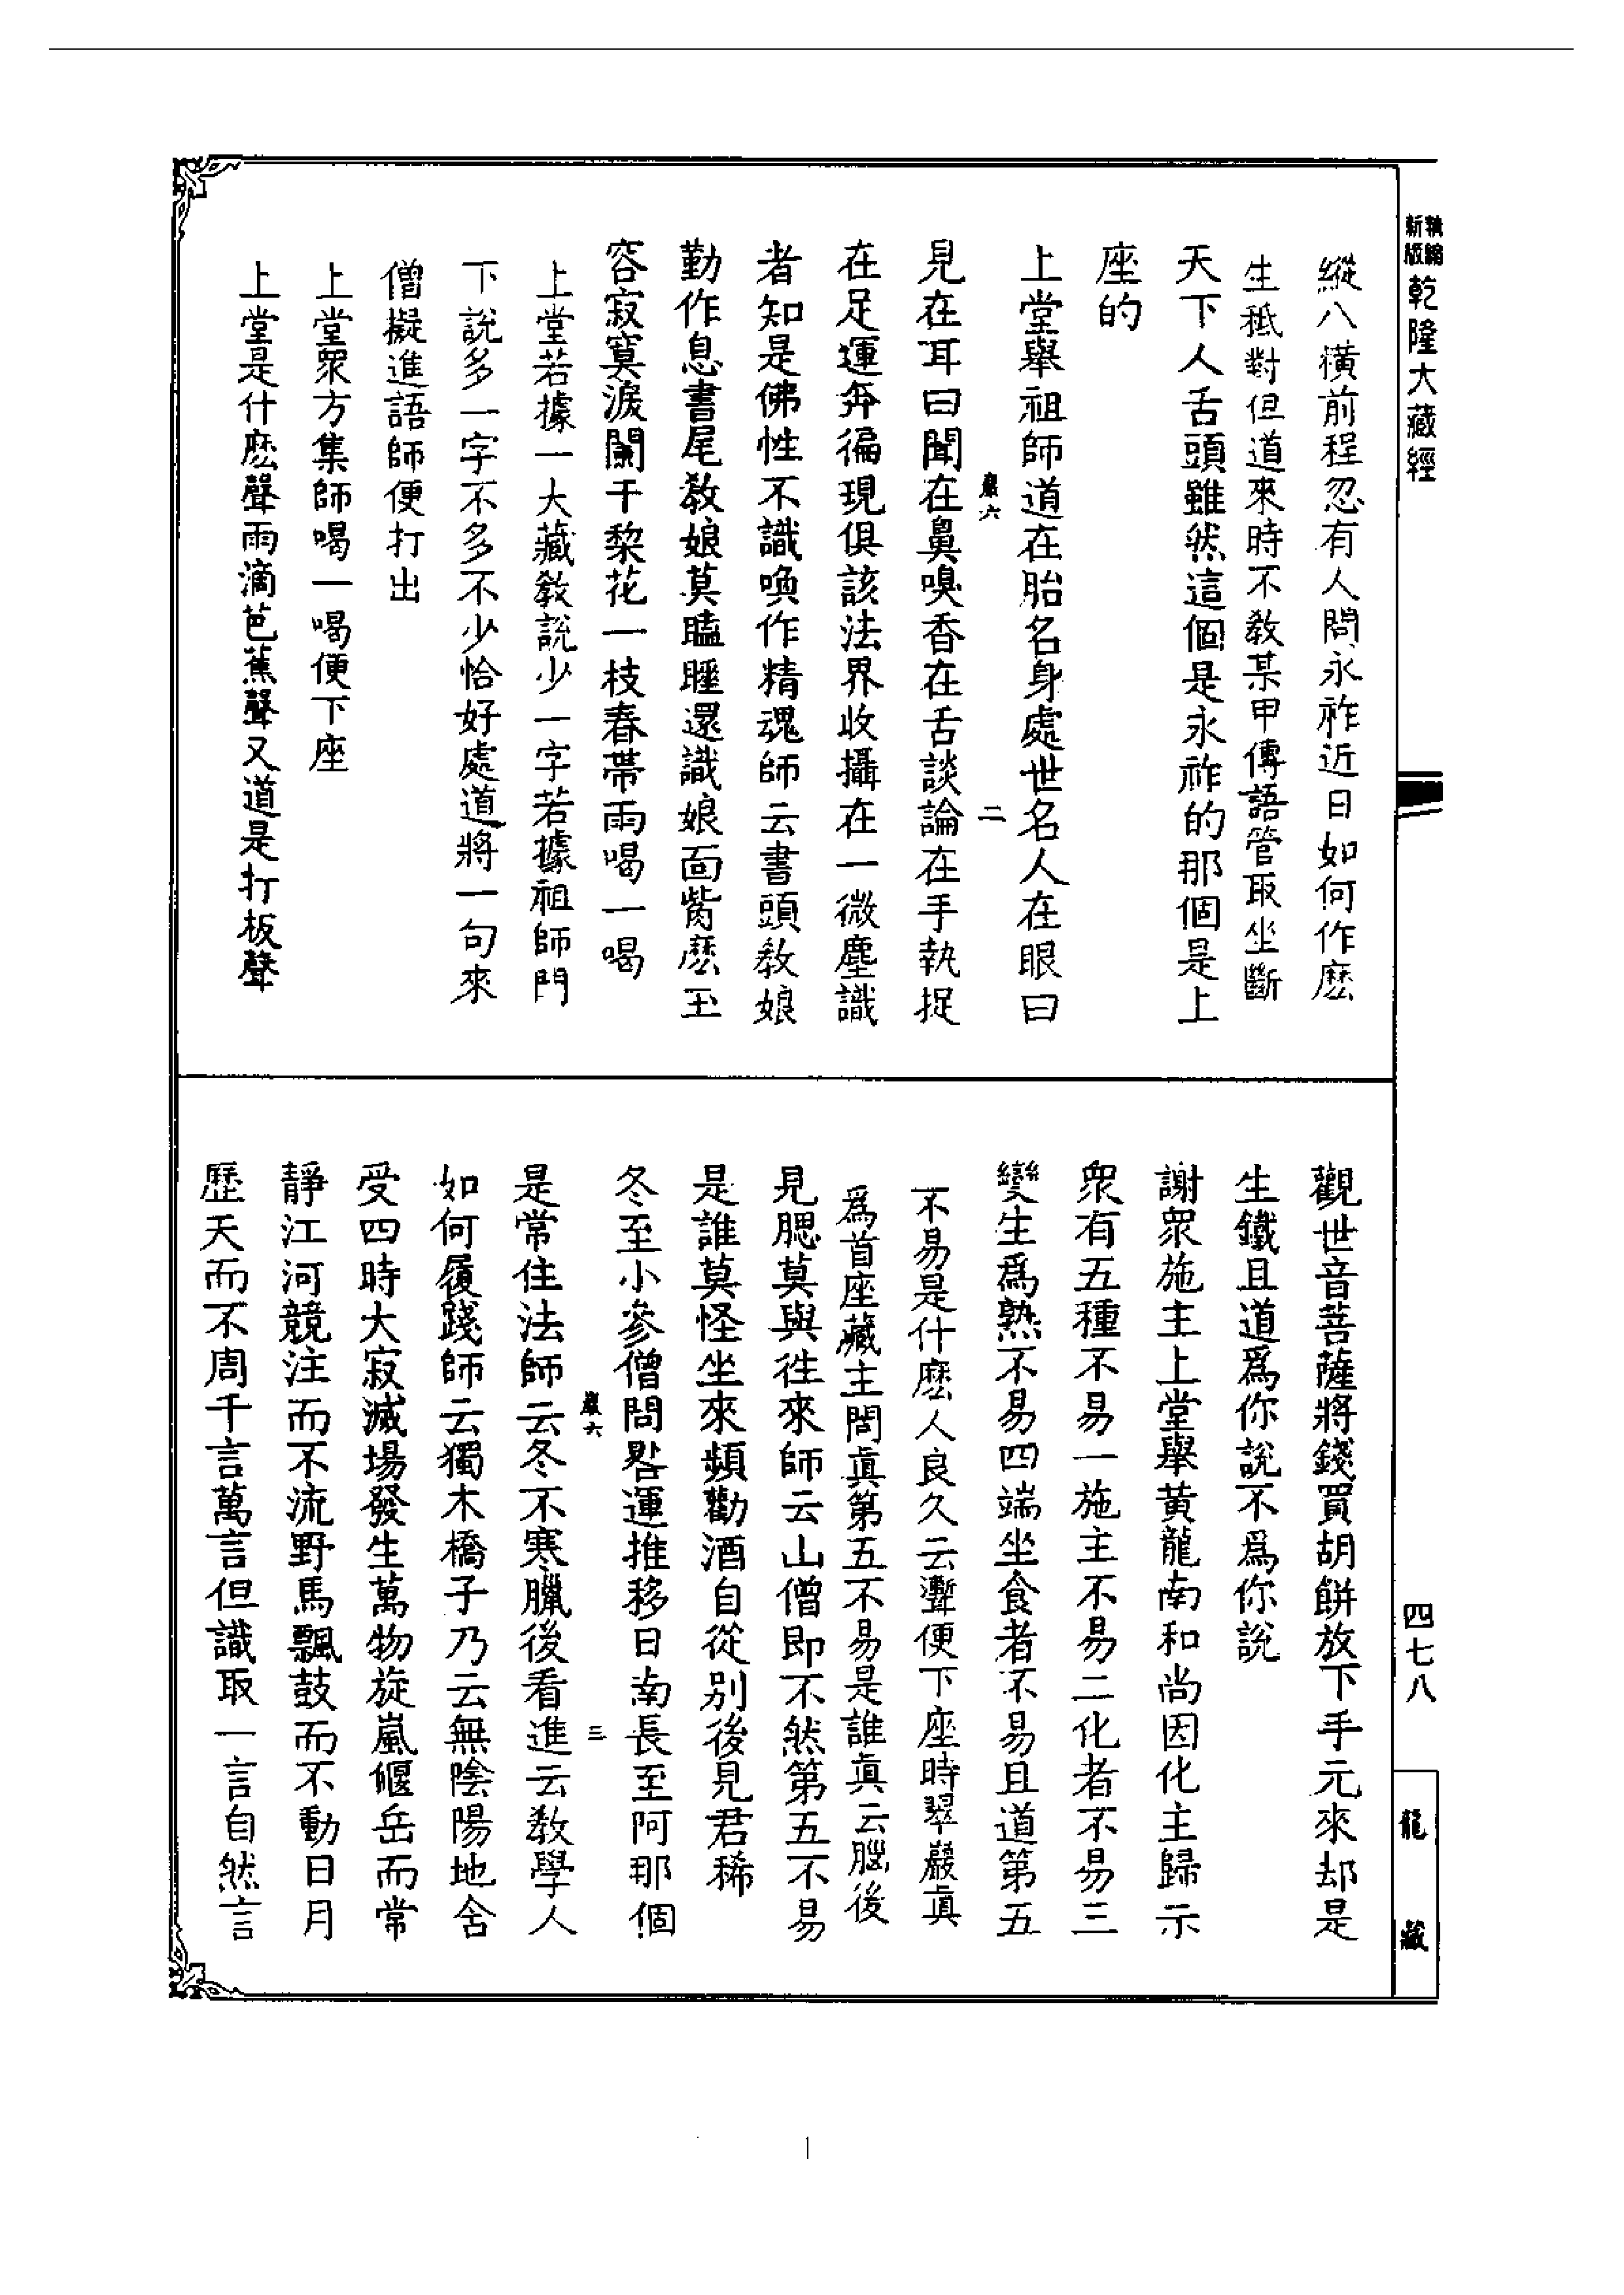 精縮新版乾隆大藏經
四七八
龍藏
縱八橫前程忽有人問永祚近日如何作麽
生秪對但道來時不教某甲傳語管取坐斷
天下人舌頭雖然這個是永祚的那個是上
座的
上堂舉祖師道在胎名身處世名人在眼曰
巖六
二
見在耳曰聞在鼻嗅香在舌談論在手執捉
在足運奔徧現俱該法界收攝在一微塵識
者知是佛性不識喚作精魂師云書頭教娘
勤作息書尾教娘莫瞌睡還識娘面觜麽玉
容寂寞淚闌干梨花一枝春帶雨喝一喝
上堂若據一大藏教說少一字若據祖師門
下說多一字不多不少恰好處道將一句來
僧擬進語師便打出
上堂眾方集師喝一喝便下座
上堂是什麽聲雨滴芭蕉聲又道是打板聲
觀世音菩薩將錢買胡餅放下手元來却是
生鐵且道爲你說不爲你說
謝眾施主上堂舉黃龍南和尚因化主歸示
眾有五種不易一施主不易二化者不易三
變生爲熟不易四端坐食者不易且道第五
不易是什麽人良久云聻便下座時翠巖眞
爲首座藏主問眞第五不易是誰眞云腦後
見腮莫與徃來師云山僧即不然第五不易
是誰莫怪坐來頻勸酒自從别後見君稀
冬至小參僧問晷運推移日南長至阿那個
巖六
三
是常住法師云冬不寒臘後看進云教學人
如何履踐師云獨木橋子乃云無陰陽地含
受四時大寂滅場發生萬物旋嵐偃岳而常
靜江河競注而不流野馬飄鼓而不動日月
歷天而不周千言萬言但識取一言自然言
1